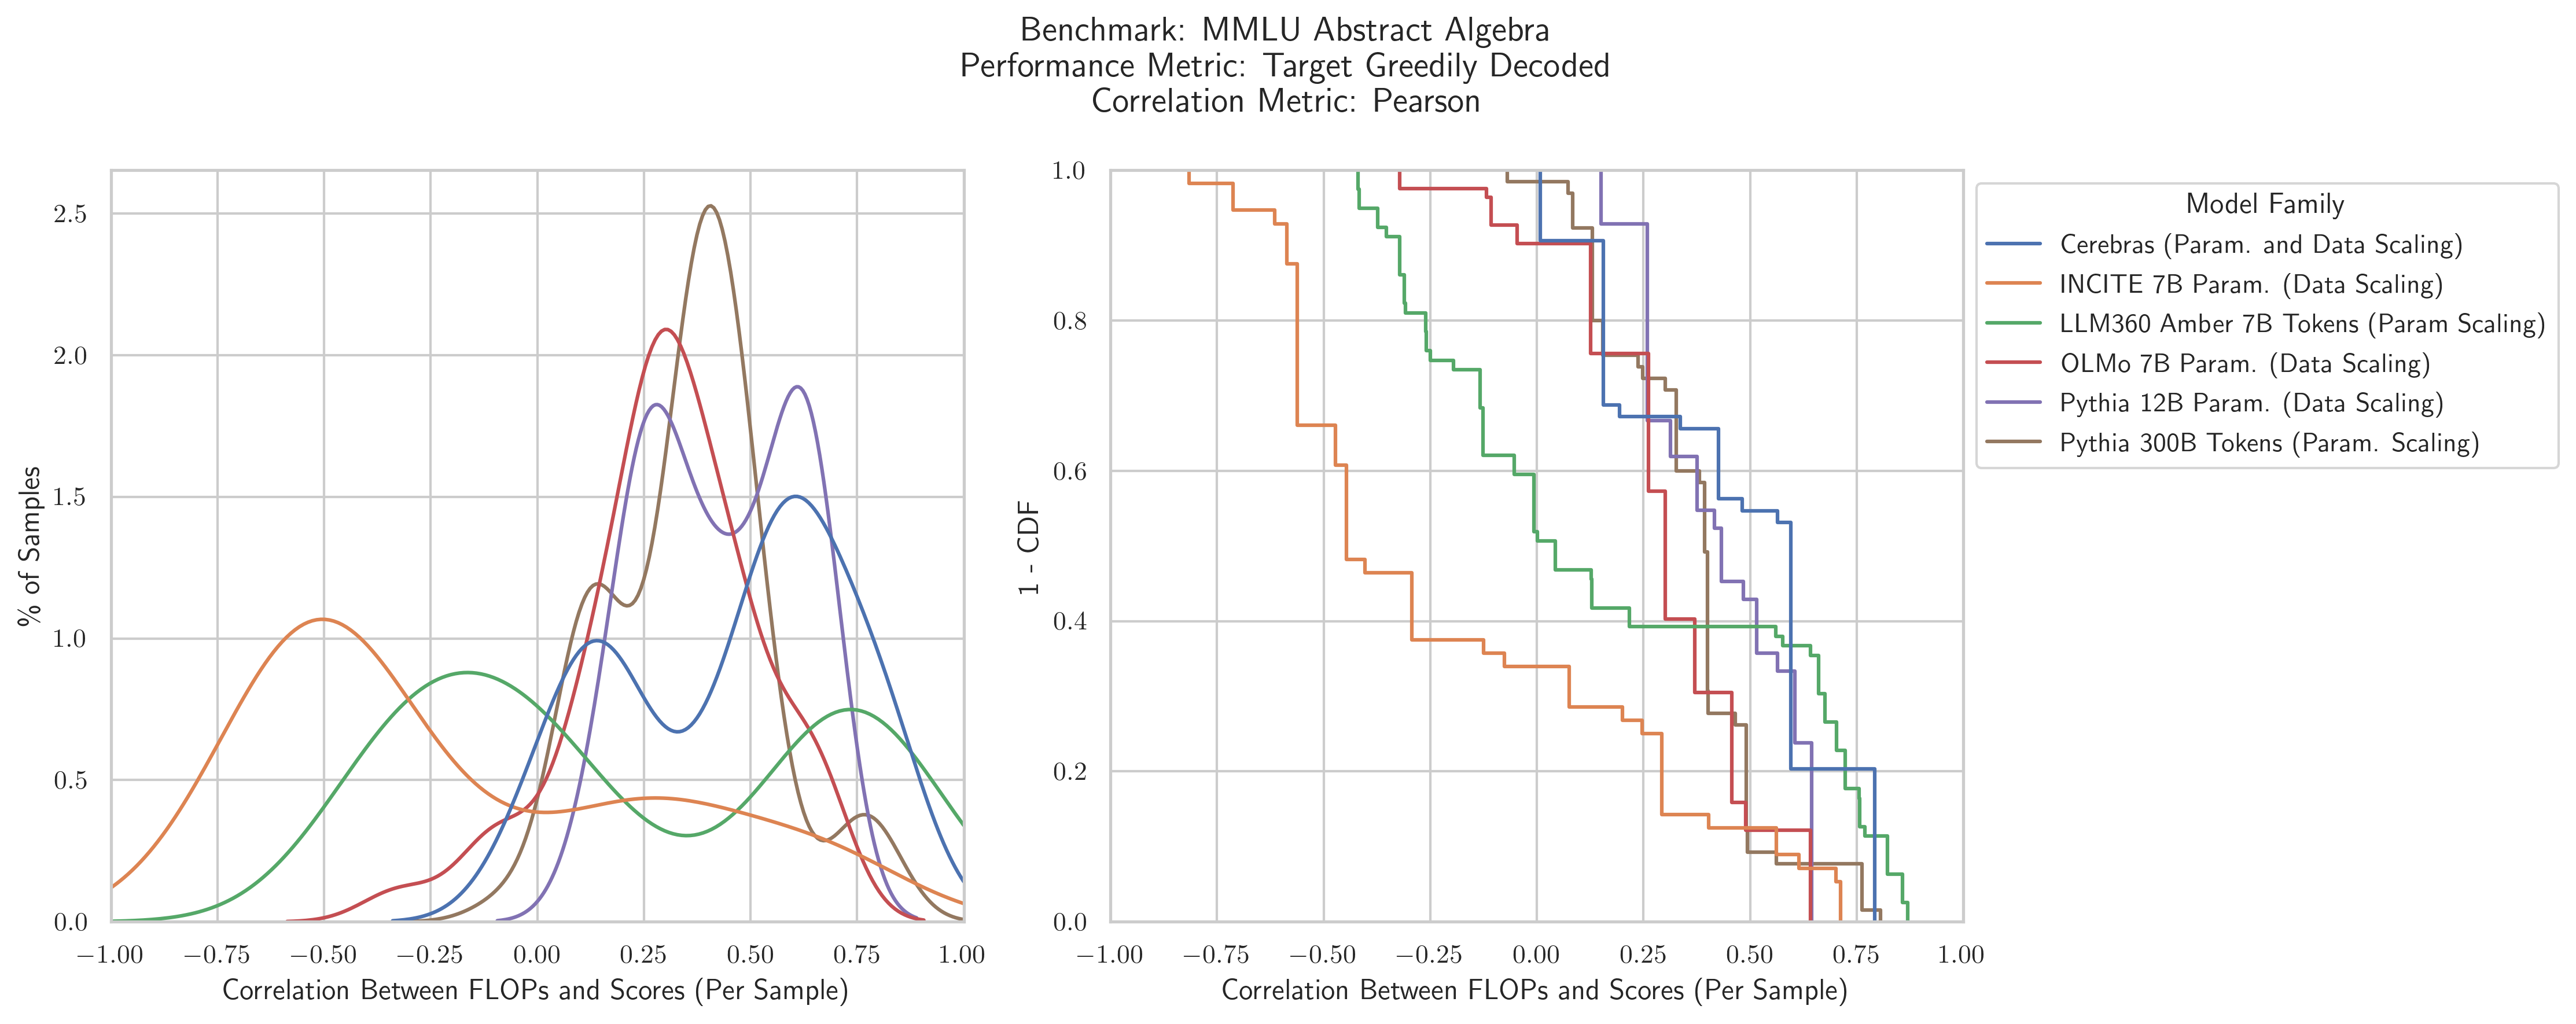 Benchmark: MMLU Abstract Algebra
Performance Metric: Target Greedily Decoded
Correlation Metric: Pearson
% of Samples
2.5
2.0
1.5
1.0
0.5
0.0
−1.00 −0.75 −0.50 −0.25 0.00 0.25 0.50 0.75 1.00
Correlation Between FLOPs and Scores (Per Sample)
1 - CDF
1.0
0.8
0.6
0.4
0.2
0.0
−1.00 −0.75 −0.50 −0.25 0.00 0.25 0.50 0.75 1.00
Correlation Between FLOPs and Scores (Per Sample)
Model Family
Cerebras (Param. and Data Scaling)
INCITE 7B Param. (Data Scaling)
LLM360 Amber 7B Tokens (Param Scaling)
OLMo 7B Param. (Data Scaling)
Pythia 12B Param. (Data Scaling)
Pythia 300B Tokens (Param. Scaling)